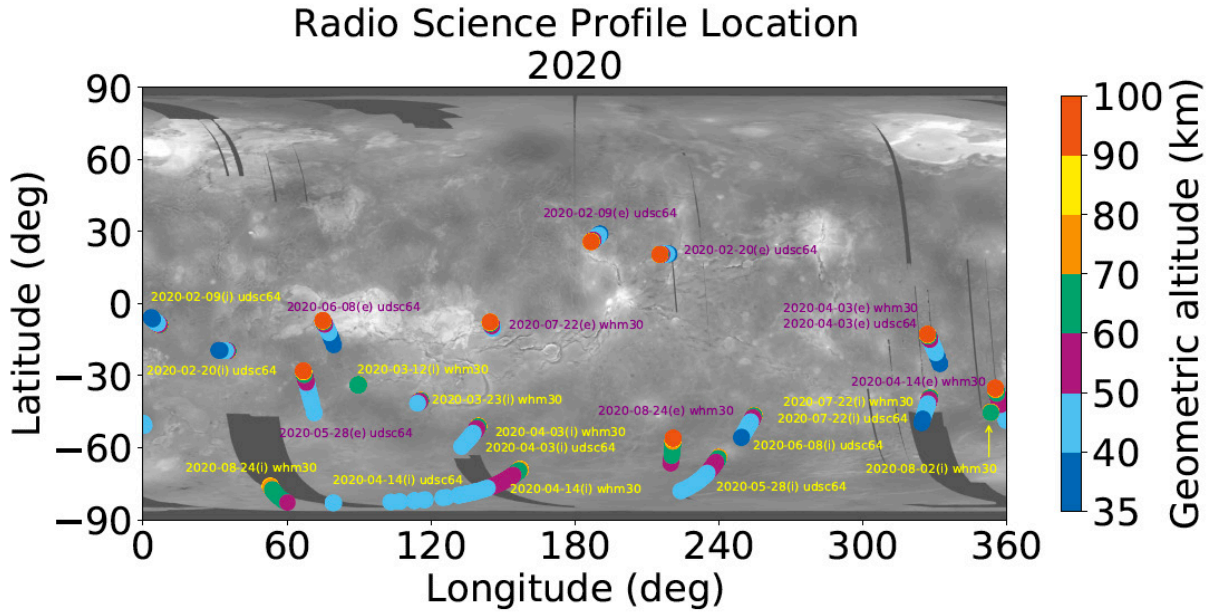 Radio Science Profile Location
2020
90
60
30
0
−30
−60
−90
Latitude (deg)
2020-02-09(e) udsc64
2020-02-20(e) udsc64
2020-02-09(i) udsc64
2020-06-08(e) udsc64
2020-07-22(e) whm30
2020-04-03(e) whm30
2020-04-03(e) udsc64
2020-02-20(i) udsc64
2020-03-12(i) whm30
2020-04-14(e) whm30
2020-03-23(i) whm30
2020-07-22(i) whm30
2020-08-24(e) whm30
2020-07-22(i) udsc64
2020-05-28(e) udsc64
2020-04-03(i) whm30
2020-04-03(i) udsc64
2020-06-08(i) udsc64
2020-08-24(i) whm30
2020-08-02(i) whm30
2020-04-14(i) udsc64
2020-04-14(i) whm30
2020-05-28(i) udsc64
0 60 120 180 240 300 360
Longitude (deg)
100
90
80
70
60
50
40
35
Geometric altitude (km)